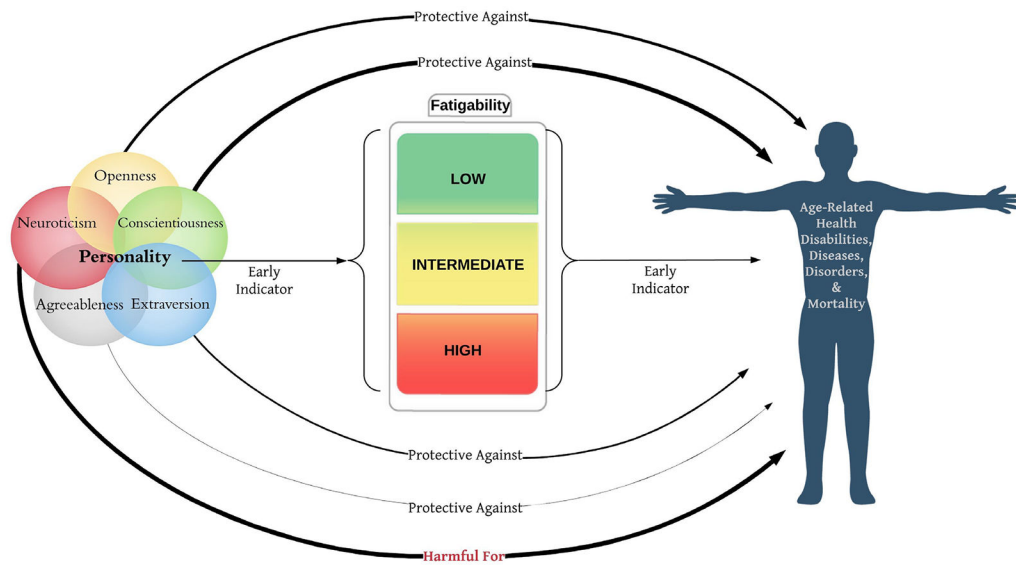 Protective Against
Protective Against
Fatigability
LOW
INTERMEDIATE
HIGH
Openness
Neuroticism
Conscientiousness
Personality
Agreeableness
Extraversion
Early
Indicator
Early
Indicator
Age-Related
Health
Disabilities,
Diseases,
Disorders,
&
Mortality
Protective Against
Protective Against
Harmful For